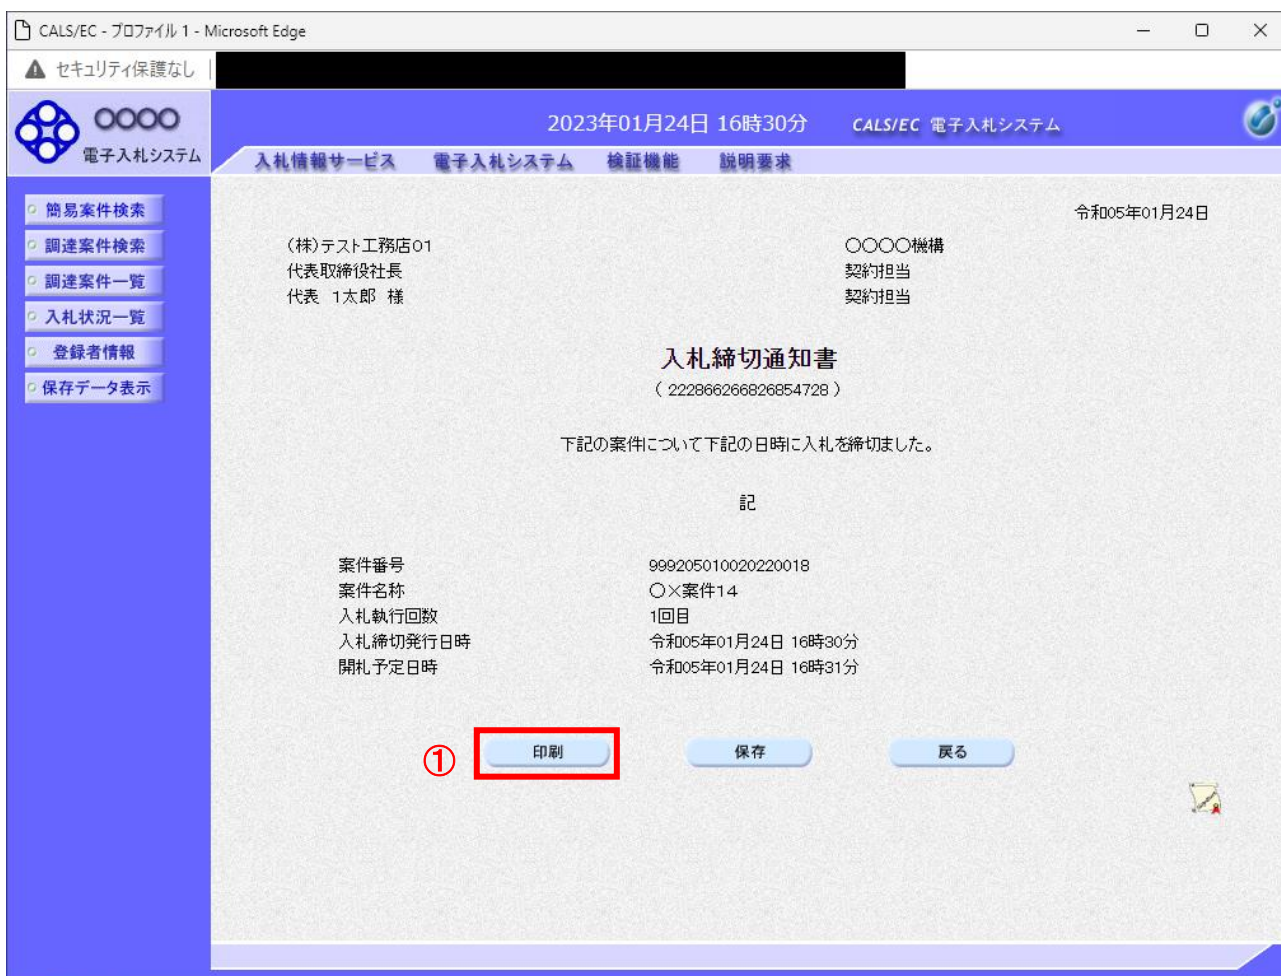 CALS/EC - プロファイル 1 - Microsoft Edge
セキュリティ保護なし
〇〇〇〇
電子入札システム
2023年01月24日 16時30分
CALS/EC 電子入札システム
入札情報サービス 電子入札システム 検証機能 説明要求
簡易案件検索
調達案件検索
調達案件一覧
入札状況一覧
登録者情報
保存データ表示
令和05年01月24日
(株)テスト工務店01
代表取締役社長
代表 1太郎 様
〇〇〇〇機構
契約担当
契約担当
入札締切通知書
( 222866266826854728 )
下記の案件について下記の日時に入札を締切ました。
記
案件番号 999205010020220018
案件名称 〇×案件14
入札執行回数 1回目
入札締切発行日時 令和05年01月24日 16時30分
開札予定日時 令和05年01月24日 16時31分
① 印刷 保存 戻る